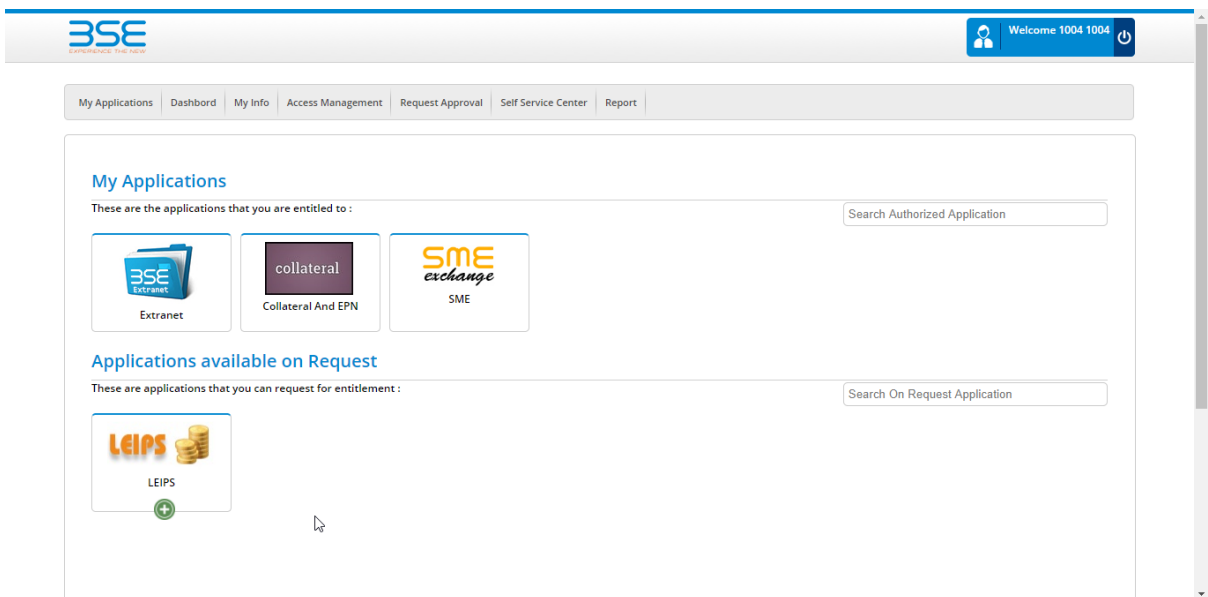 BSE
EXPERIENCE THE NEW
Welcome 1004 1004
My Applications Dashbord My Info Access Management Request Approval Self Service Center Report
My Applications
These are the applications that you are entitled to :
Search Authorized Application
BSE
Extranet
Extranet
collateral
Collateral And EPN
SME
exchange
SME
Applications available on Request
These are applications that you can request for entitlement :
Search On Request Application
LEIPS
LEIPS